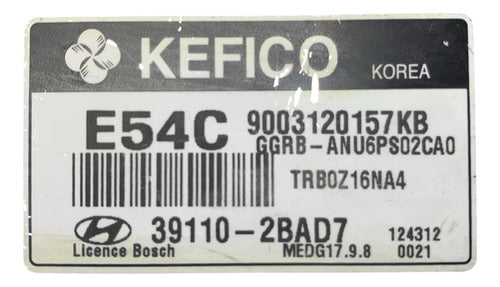 KEFICO KOREA
E54C 9003120157KB
GGRB-ANU6PS02CA0
TRB0Z16NA4
39110-2BAD7 124312
Licence Bosch MEDG17.9.8 0021